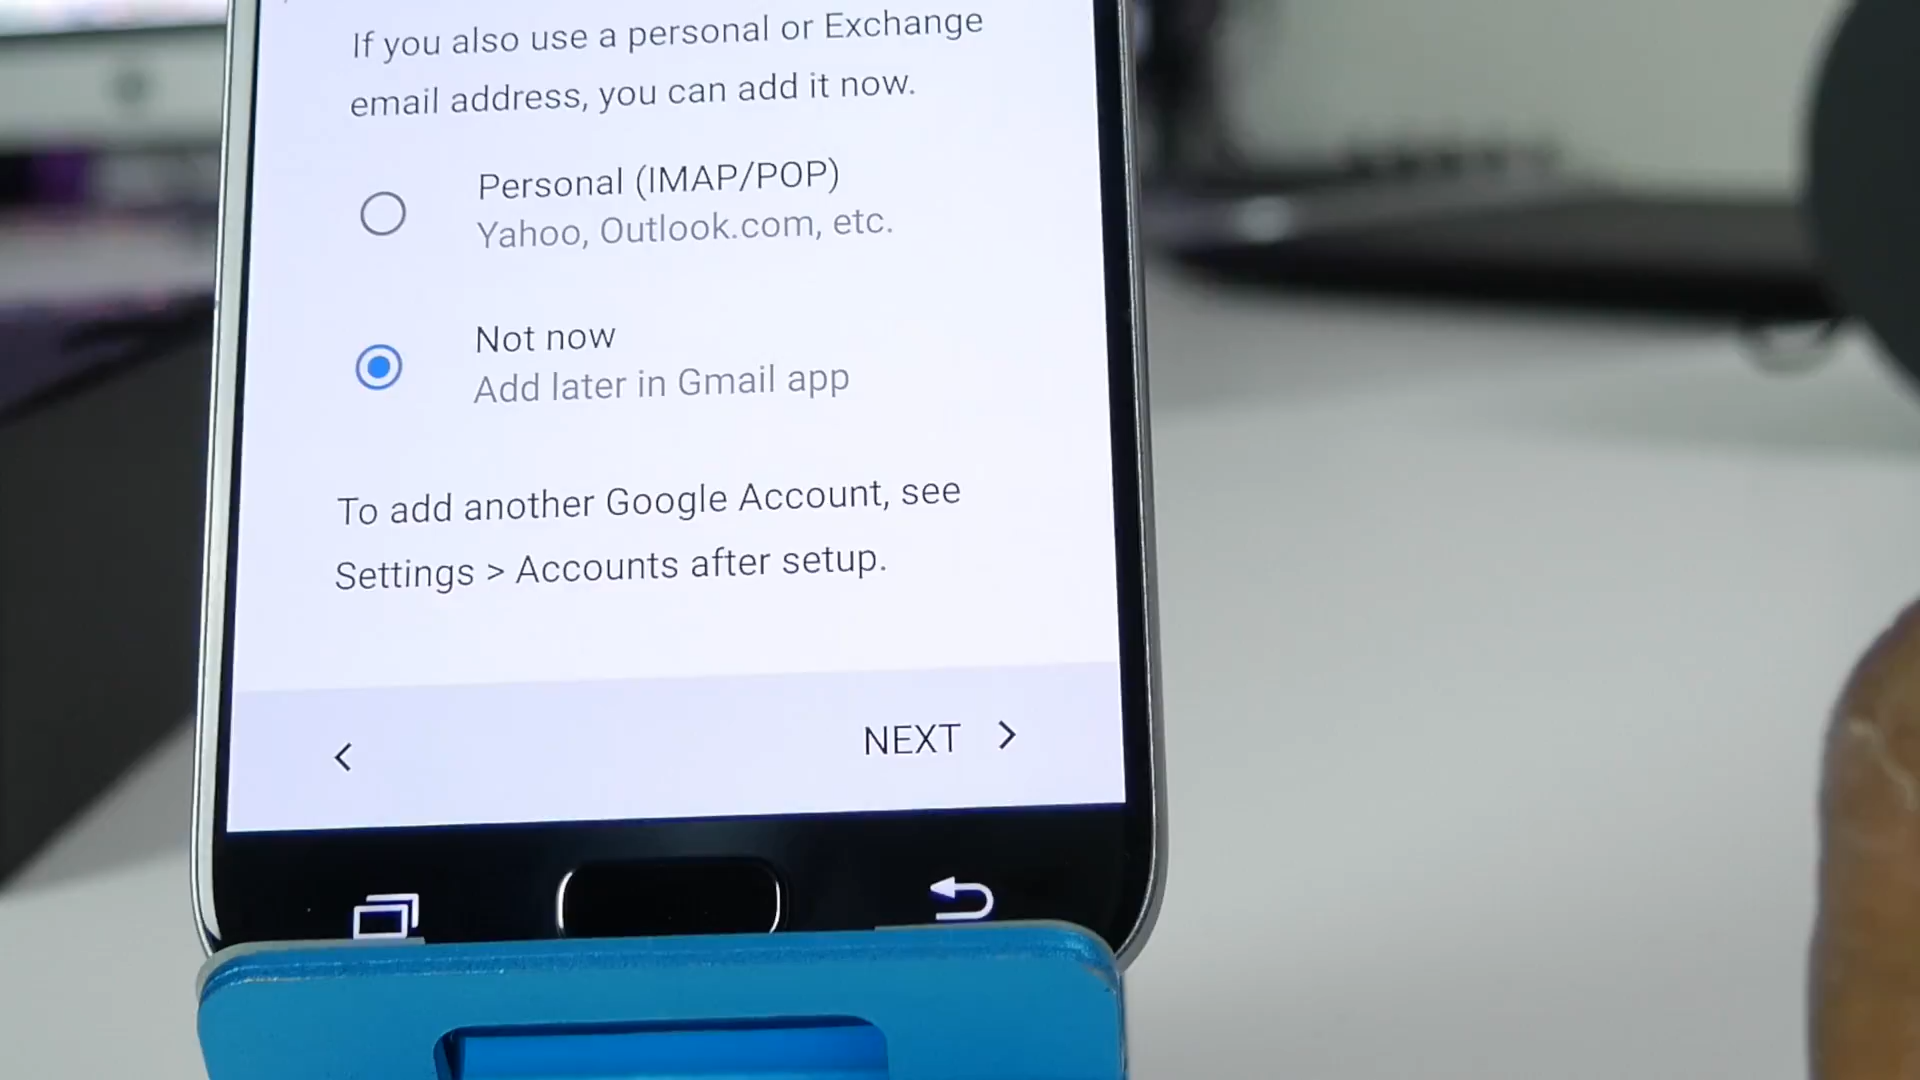 If you also use a personal or Exchange
email address, you can add it now.
Personal (IMAP/POP)
Yahoo, Outlook.com, etc.
Not now
Add later in Gmail app
To add another Google Account, see
Settings > Accounts after setup.
< NEXT >